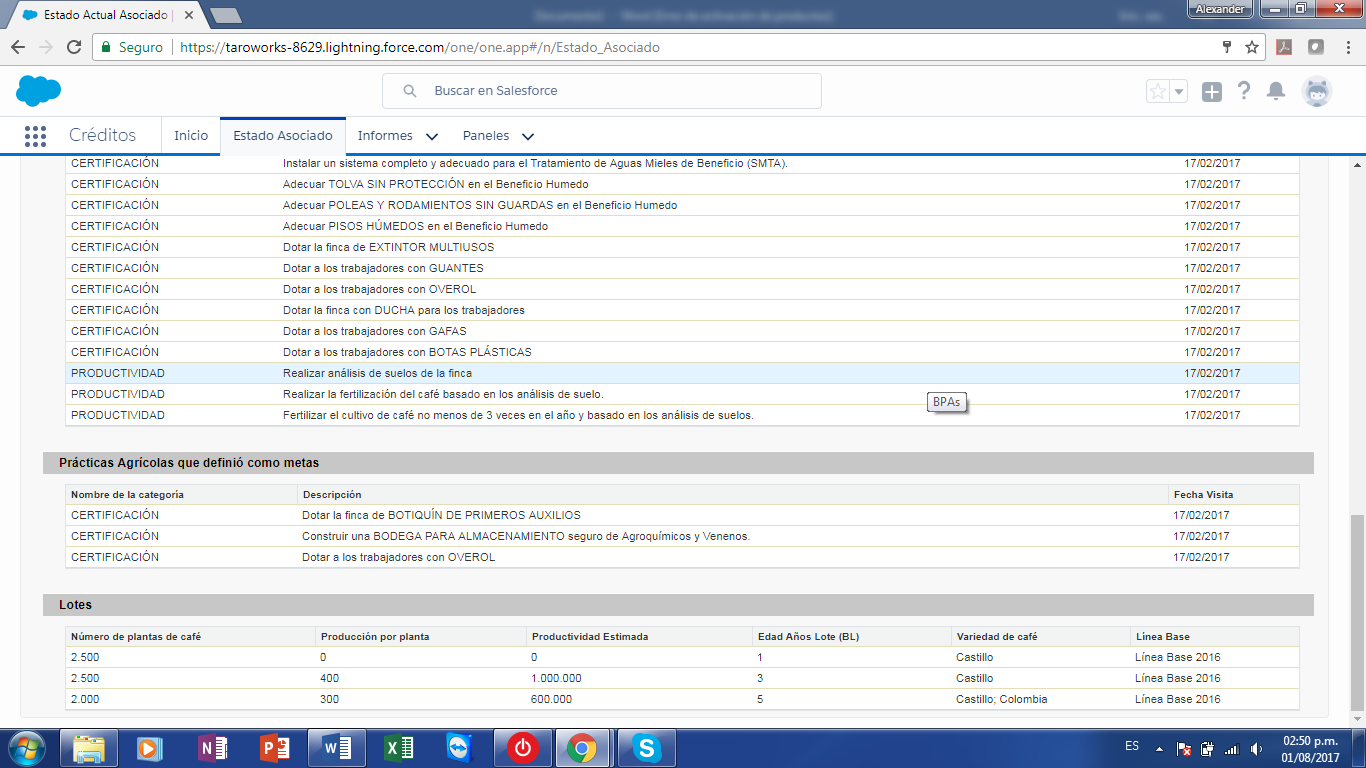 Estado Actual Asociado |
Alexander
Seguro
https://taroworks-8629.lightning.force.com/one/one.app#/n/Estado_Asociado
Buscar en Salesforce
Créditos Inicio Estado Asociado Informes Paneles
CERTIFICACIÓN Instalar un sistema completo y adecuado para el Tratamiento de Aguas Mieles de Beneficio (SMTA). 17/02/2017
CERTIFICACIÓN Adecuar TOLVA SIN PROTECCIÓN en el Beneficio Humedo 17/02/2017
CERTIFICACIÓN Adecuar POLEAS Y RODAMIENTOS SIN GUARDAS en el Beneficio Humedo 17/02/2017
CERTIFICACIÓN Adecuar PISOS HÚMEDOS en el Beneficio Humedo 17/02/2017
CERTIFICACIÓN Dotar la finca de EXTINTOR MULTIUSOS 17/02/2017
CERTIFICACIÓN Dotar a los trabajadores con GUANTES 17/02/2017
CERTIFICACIÓN Dotar a los trabajadores con OVEROL 17/02/2017
CERTIFICACIÓN Dotar la finca con DUCHA para los trabajadores 17/02/2017
CERTIFICACIÓN Dotar a los trabajadores con GAFAS 17/02/2017
CERTIFICACIÓN Dotar a los trabajadores con BOTAS PLÁSTICAS 17/02/2017
PRODUCTIVIDAD Realizar análisis de suelos de la finca 17/02/2017
PRODUCTIVIDAD Realizar la fertilización del café basado en los análisis de suelo. 17/02/2017
BPAs
PRODUCTIVIDAD Fertilizar el cultivo de café no menos de 3 veces en el año y basado en los análisis de suelos. 17/02/2017
Prácticas Agrícolas que definió como metas
Nombre de la categoría Descripción Fecha Visita
CERTIFICACIÓN Dotar la finca de BOTIQUÍN DE PRIMEROS AUXILIOS 17/02/2017
CERTIFICACIÓN Construir una BODEGA PARA ALMACENAMIENTO seguro de Agroquímicos y Venenos. 17/02/2017
CERTIFICACIÓN Dotar a los trabajadores con OVEROL 17/02/2017
Lotes
Número de plantas de café Producción por planta Productividad Estimada Edad Años Lote (BL) Variedad de café Línea Base
2.500 0 0 1 Castillo Línea Base 2016
2.500 400 1.000.000 3 Castillo Línea Base 2016
2.000 300 600.000 5 Castillo; Colombia Línea Base 2016
ES
02:50 p.m.
01/08/2017